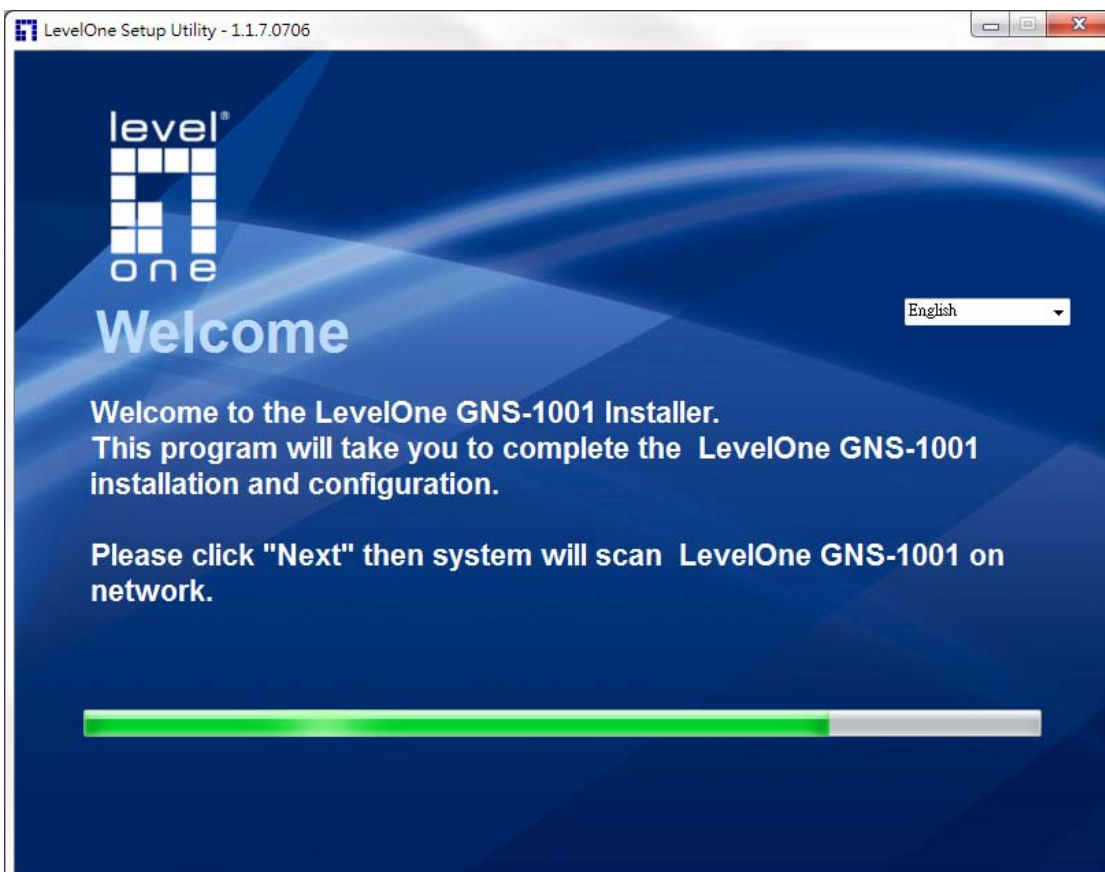 LevelOne Setup Utility - 1.1.7.0706
level®
one
Welcome
English
Welcome to the LevelOne GNS-1001 Installer.
This program will take you to complete the  LevelOne GNS-1001
installation and configuration.
Please click "Next" then system will scan  LevelOne GNS-1001 on
network.